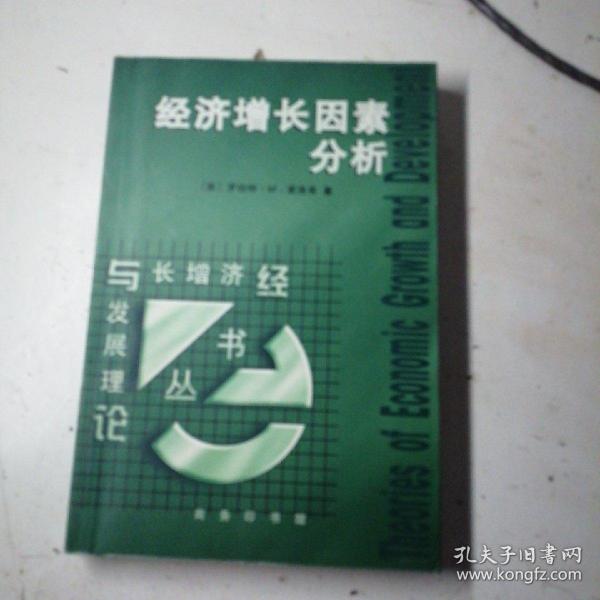 经济增长因素
分析
[美] 罗伯特·M·索洛等 著
Theories of Economic Growth and Development
经济增长
与发展理论
丛书
商务印书馆
孔夫子旧书网
www.kongfz.com